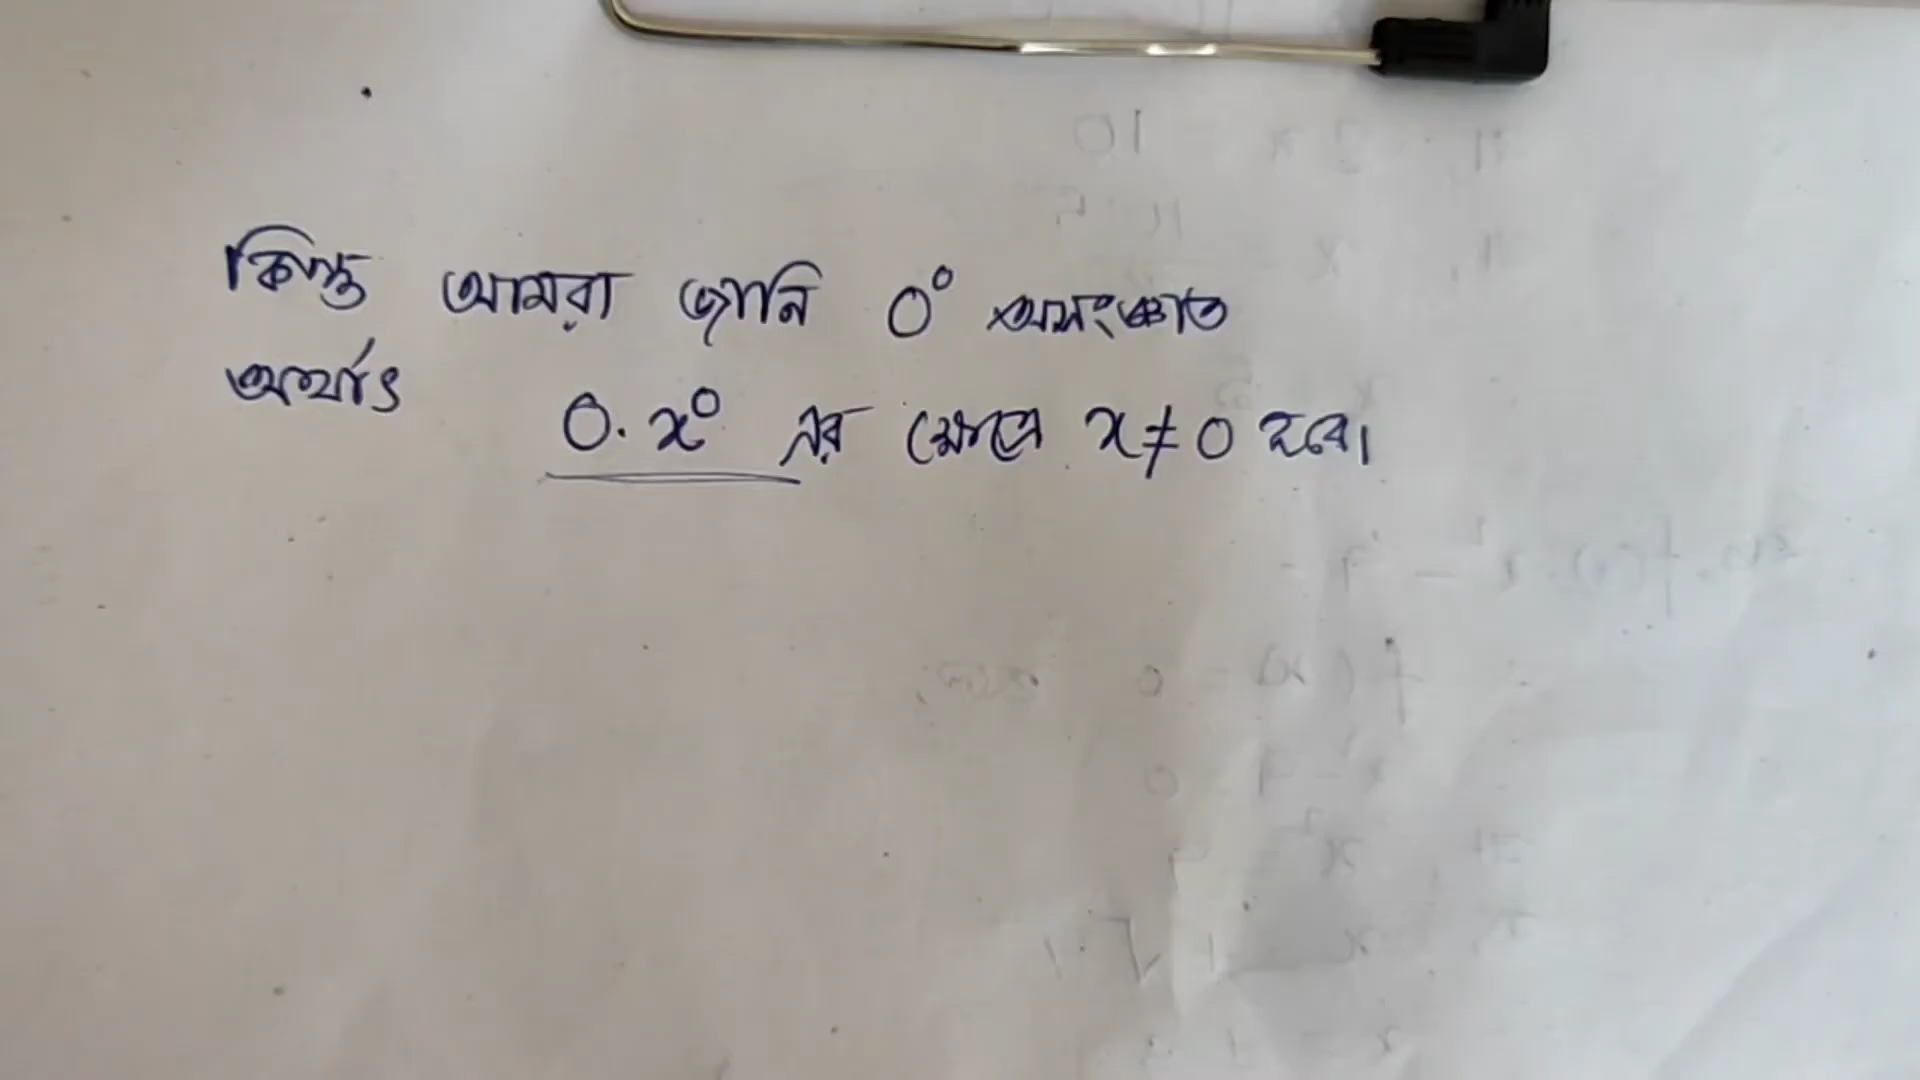 কিন্তু আমরা জানি 0⁰ অসংজ্ঞাত
অর্থাৎ 0. x⁰ এর ক্ষেত্রে x ≠ 0 হবে।